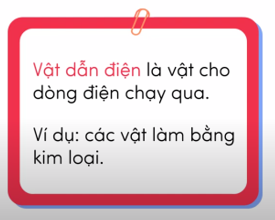 Vật dẫn điện là vật cho
dòng điện chạy qua.
Ví dụ: các vật làm bằng
kim loại.